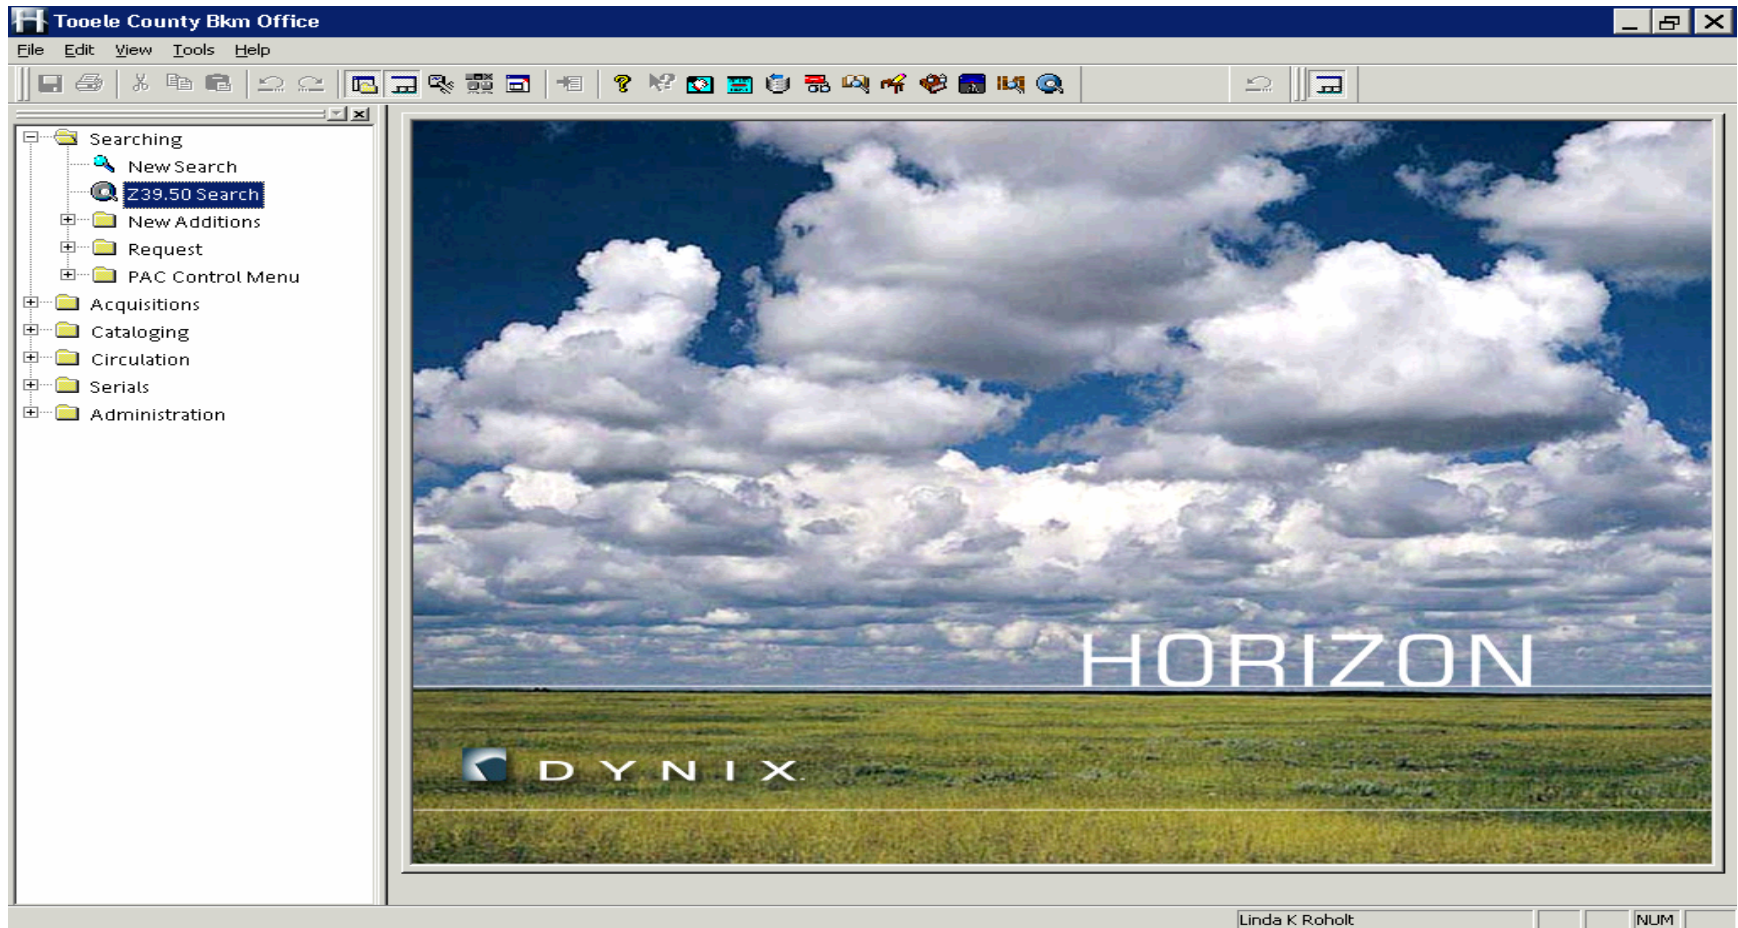 Tooele County Bkm Office
File Edit View Tools Help
Searching
New Search
Z39.50 Search
New Additions
Request
PAC Control Menu
Acquisitions
Cataloging
Circulation
Serials
Administration
HORIZON
DYNIX
Linda K Roholt NUM